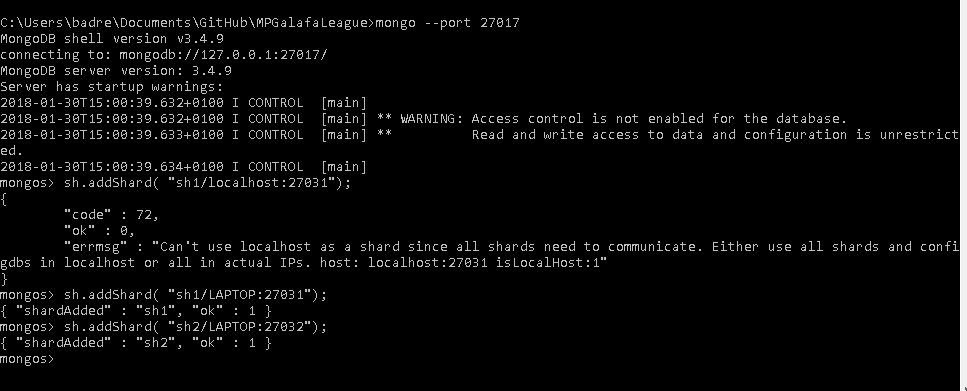 C:\Users\badre\Documents\GitHub\MPGalafaLeague>mongo --port 27017
MongoDB shell version v3.4.9
connecting to: mongodb://127.0.0.1:27017/
MongoDB server version: 3.4.9
Server has startup warnings:
2018-01-30T15:00:39.632+0100 I CONTROL  [main]
2018-01-30T15:00:39.632+0100 I CONTROL  [main] ** WARNING: Access control is not enabled for the database.
2018-01-30T15:00:39.633+0100 I CONTROL  [main] **          Read and write access to data and configuration is unrestrict
ed.
2018-01-30T15:00:39.634+0100 I CONTROL  [main]
mongos> sh.addShard( "sh1/localhost:27031");
{
        "code" : 72,
        "ok" : 0,
        "errmsg" : "Can't use localhost as a shard since all shards need to communicate. Either use all shards and confi
gdbs in localhost or all in actual IPs. host: localhost:27031 isLocalHost:1"
}
mongos> sh.addShard( "sh1/LAPTOP:27031");
{ "shardAdded" : "sh1", "ok" : 1 }
mongos> sh.addShard( "sh2/LAPTOP:27032");
{ "shardAdded" : "sh2", "ok" : 1 }
mongos>